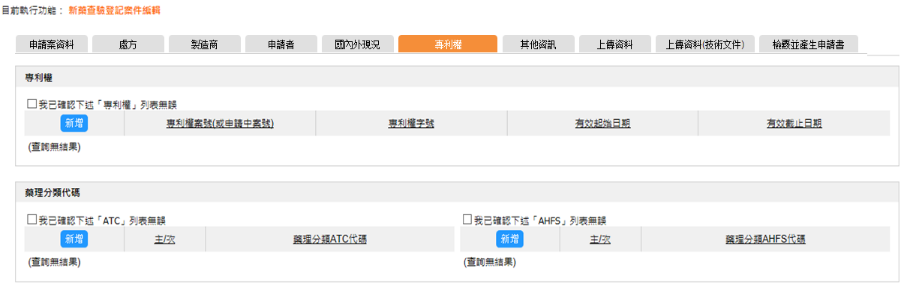 目前執行功能： 新藥查驗登記案件編輯
申請案資料 處方 製造商 申請者 國內外現況 專利權 其他資訊 上傳資料 上傳資料(技術文件) 檢覈並產生申請書
專利權
我已確認下述「專利權」列表無誤
新增 專利權案號(或申請中案號) 專利權字號 有效起始日期 有效截止日期
(查詢無結果)
藥理分類代碼
我已確認下述「ATC」列表無誤 我已確認下述「AHFS」列表無誤
新增 主/次 藥理分類ATC代碼 新增 主/次 藥理分類AHFS代碼
(查詢無結果) (查詢無結果)